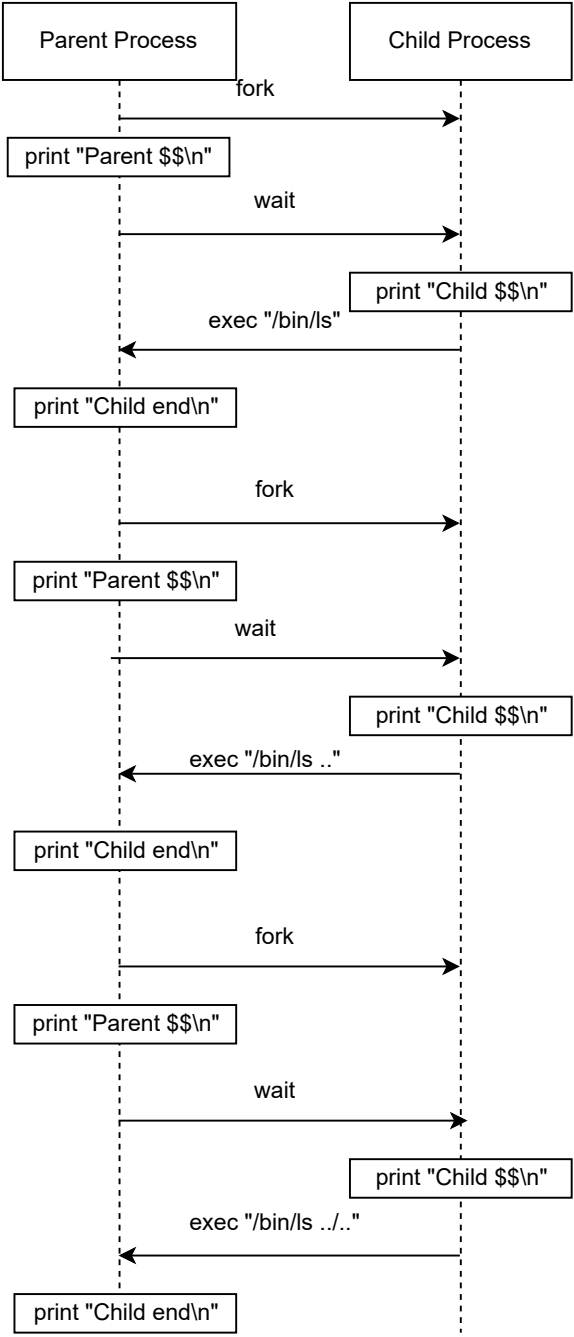 Parent Process
Child Process
fork
print "Parent $$\n"
wait
print "Child $$\n"
exec "/bin/ls"
print "Child end\n"
fork
print "Parent $$\n"
wait
print "Child $$\n"
exec "/bin/ls .."
print "Child end\n"
fork
print "Parent $$\n"
wait
print "Child $$\n"
exec "/bin/ls ../.."
print "Child end\n"